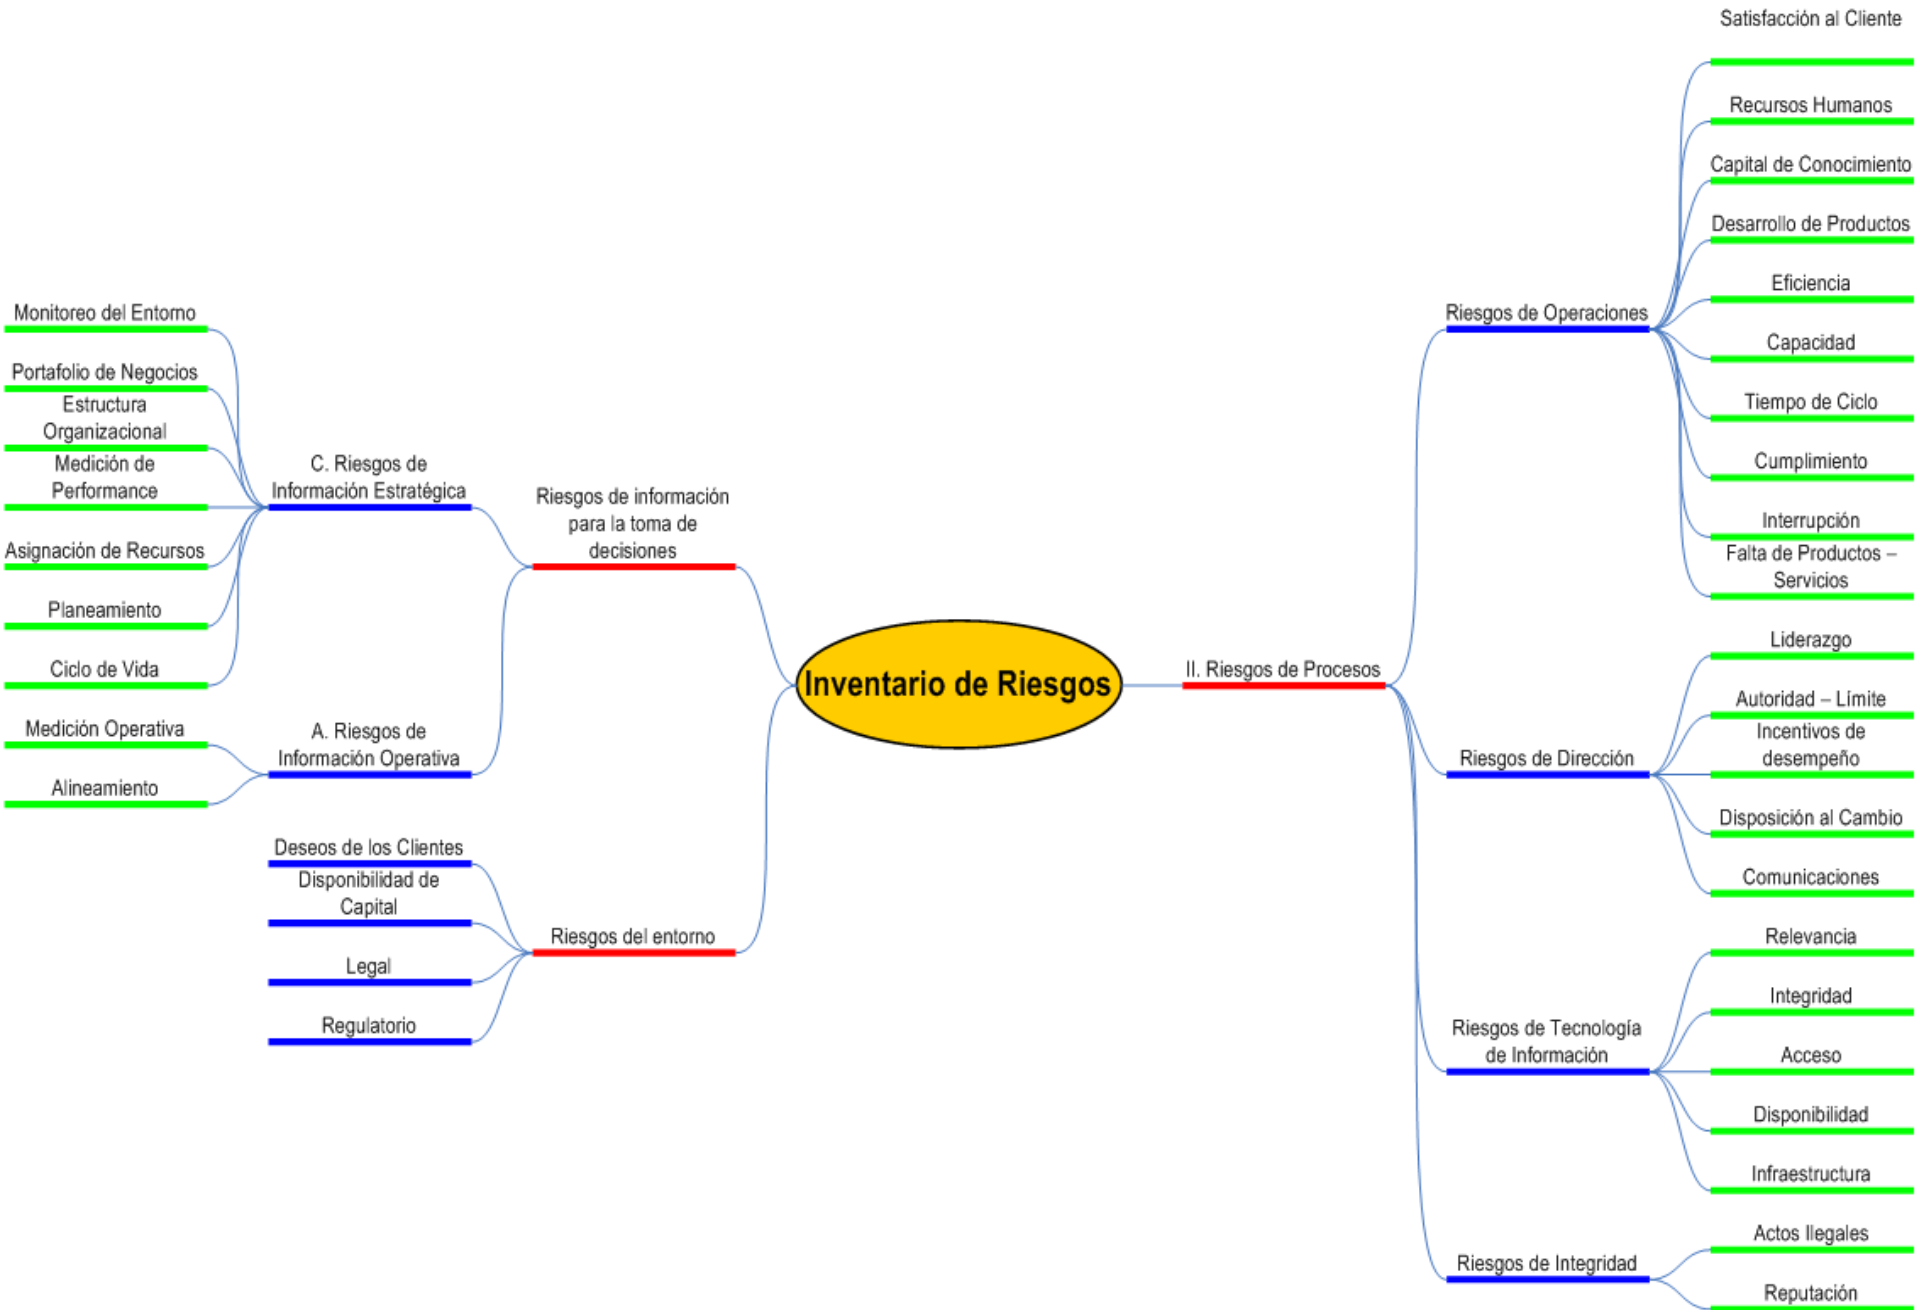 Inventario de Riesgos
II. Riesgos de Procesos
Riesgos de Operaciones
Satisfacción al Cliente
Recursos Humanos
Capital de Conocimiento
Desarrollo de Productos
Eficiencia
Capacidad
Tiempo de Ciclo
Cumplimiento
Interrupción
Falta de Productos –
Servicios
Riesgos de Dirección
Liderazgo
Autoridad – Límite
Incentivos de
desempeño
Disposición al Cambio
Comunicaciones
Riesgos de Tecnología
de Información
Relevancia
Integridad
Acceso
Disponibilidad
Infraestructura
Riesgos de Integridad
Actos Ilegales
Reputación
Riesgos de información
para la toma de
decisiones
C. Riesgos de
Información Estratégica
Monitoreo del Entorno
Portafolio de Negocios
Estructura
Organizacional
Medición de
Performance
Asignación de Recursos
Planeamiento
Ciclo de Vida
A. Riesgos de
Información Operativa
Medición Operativa
Alineamiento
Riesgos del entorno
Deseos de los Clientes
Disponibilidad de
Capital
Legal
Regulatorio